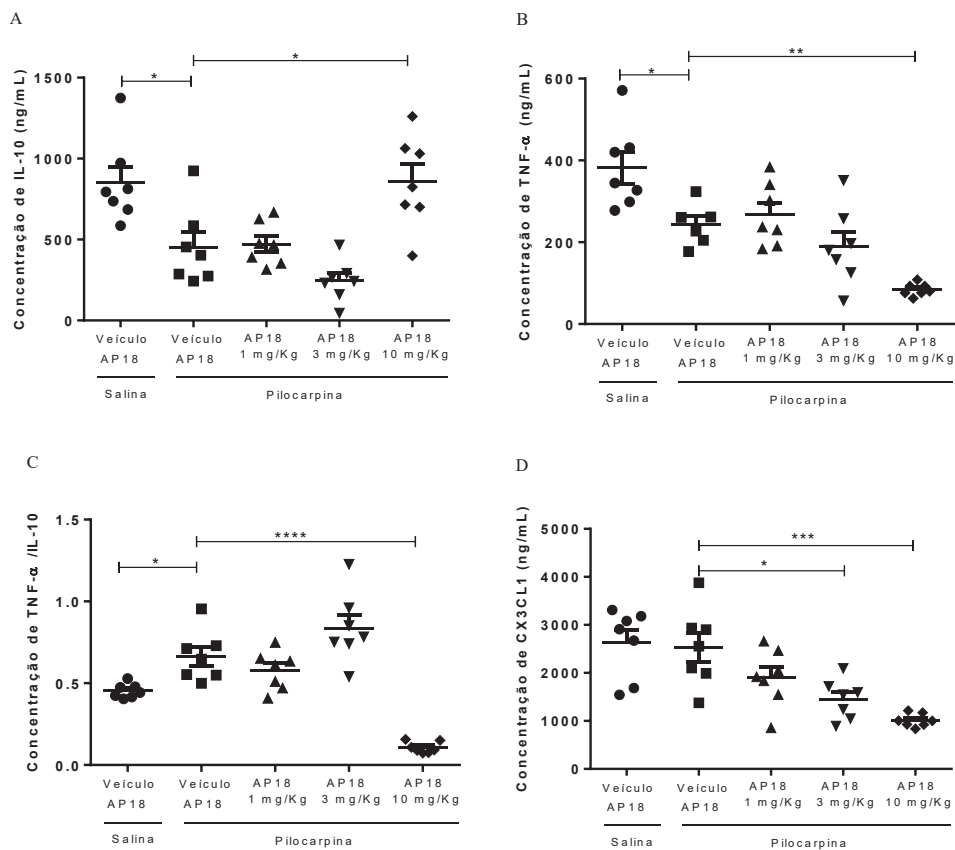 A
Concentração de IL-10 (ng/mL)
1500
1000
500
0
*
*
Veículo
AP18
Veículo
AP18
AP18
1 mg/Kg
AP18
3 mg/Kg
AP18
10 mg/Kg
Salina
Pilocarpina
B
Concentração de TNF-α (ng/mL)
600
400
200
0
*
**
Veículo
AP18
Veículo
AP18
AP18
1 mg/Kg
AP18
3 mg/Kg
AP18
10 mg/Kg
Salina
Pilocarpina
C
Concentração de TNF-α /IL-10
1.5
1.0
0.5
0.0
*
****
Veículo
AP18
Veículo
AP18
AP18
1 mg/Kg
AP18
3 mg/Kg
AP18
10 mg/Kg
Salina
Pilocarpina
D
Concentração de CX3CL1 (ng/mL)
5000
4000
3000
2000
1000
0
***
*
Veículo
AP18
Veículo
AP18
AP18
1 mg/Kg
AP18
3 mg/Kg
AP18
10 mg/Kg
Salina
Pilocarpina